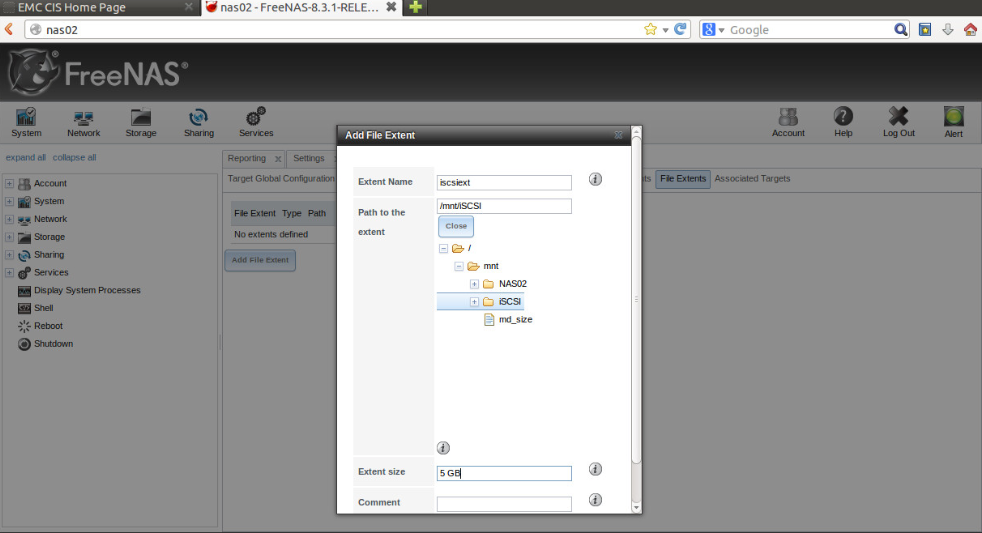 EMC CIS Home Page
nas02 - FreeNAS-8.3.1-RELE...
nas02
Google
FreeNAS®
System Network Storage Sharing Services Account Help Log Out Alert
expand all collapse all
Account
System
Network
Storage
Sharing
Services
Display System Processes
Shell
Reboot
Shutdown
Reporting Settings
Target Global Configuration
File Extents Associated Targets
File Extent Type Path
No extents defined
Add File Extent
Add File Extent
Extent Name iscsiext
Path to the extent
/mnt/iSCSI
Close
/
mnt
NAS02
iSCSI
md_size
Extent size 5 GB
Comment